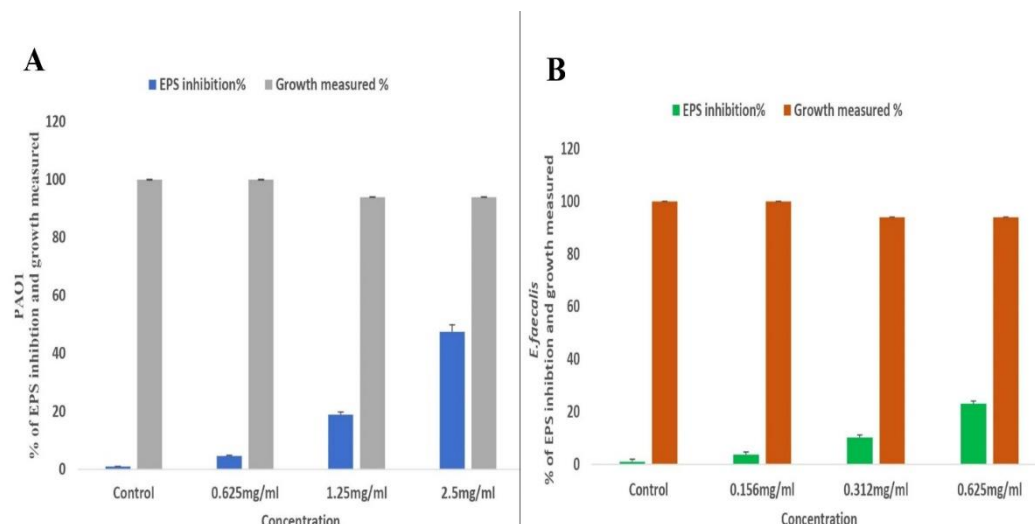 A
EPS inhibition% Growth measured %
PAO1
% of EPS inhibtion and growth measured
120
100
80
60
40
20
0
Control 0.625mg/ml 1.25mg/ml 2.5mg/ml
Concentration
B
EPS inhibition% Growth measured %
E.faecalis
% of EPS inhibtion and growth measured
120
100
80
60
40
20
0
Control 0.156mg/ml 0.312mg/ml 0.625mg/ml
Concentration